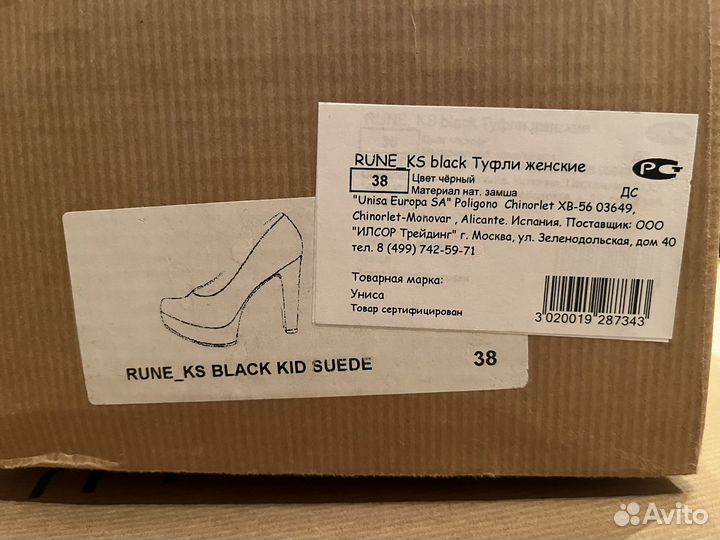 RUNE_KS black Туфли женские
38
Цвет чёрный
Материал нат. замша
ДС
"Unisa Europa SA" Poligono Chinorlet XB-56 03649,
Chinorlet-Monovar , Alicante. Испания. Поставщик: ООО
"ИЛСОР Трейдинг" г. Москва, ул. Зеленодольская, дом 40
тел. 8 (499) 742-59-71
Товарная марка:
Униса
Товар сертифицирован
3 020019 287343
RUNE_KS BLACK KID SUEDE
38
Avito